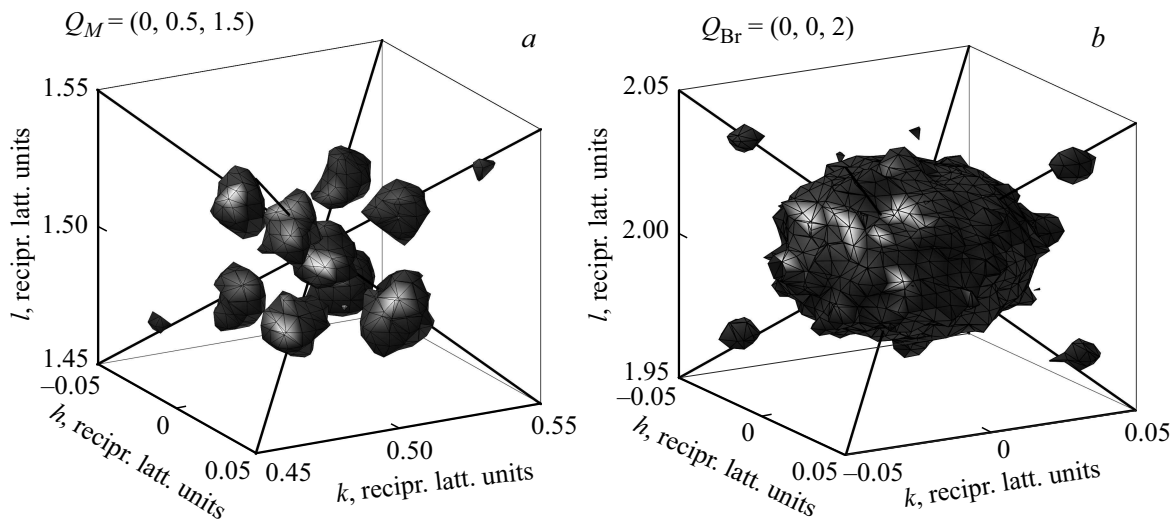 Q_M = (0, 0.5, 1.5)
a
1.55
1.50
1.45
l, recipr. latt. units
–0.05
0
0.05
h, recipr. latt. units
0.45
0.50
0.55
k, recipr. latt. units
Q_Br = (0, 0, 2)
b
2.05
2.00
1.95
l, recipr. latt. units
–0.05
0
0.05
h, recipr. latt. units
–0.05
0
0.05
k, recipr. latt. units